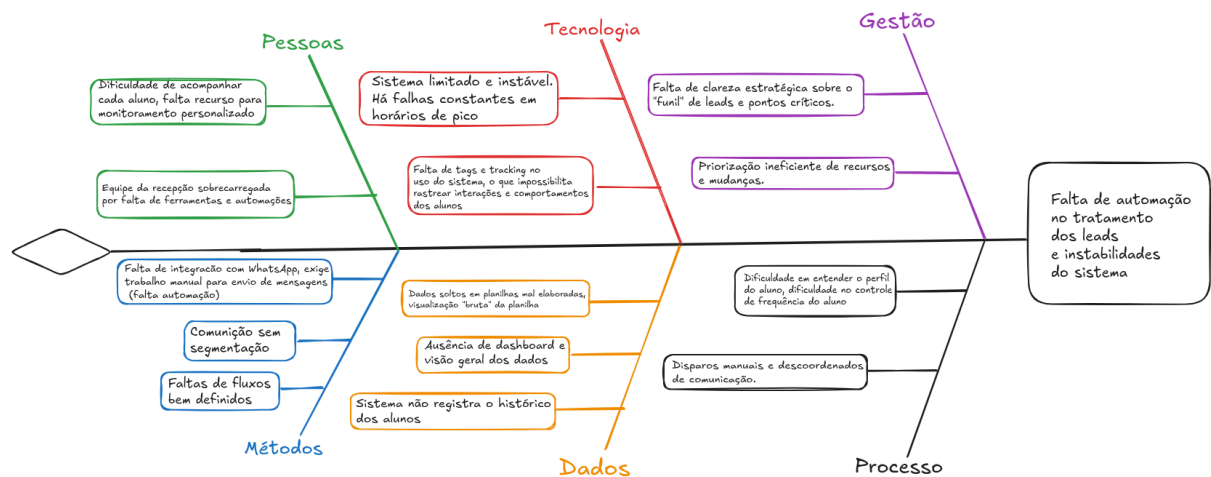 Pessoas
Dificuldade de acompanhar
cada aluno, falta recurso para
monitoramento personalizado
Equipe da recepção sobrecarregada
por falta de ferramentas e automações
Tecnologia
Sistema limitado e instável.
Há falhas constantes em
horários de pico
Falta de tags e tracking no
uso do sistema, o que impossibilita
rastrear interações e comportamentos
dos alunos
Gestão
Falta de clareza estratégica sobre o
"funil" de leads e pontos críticos.
Priorização ineficiente de recursos
e mudanças.
Falta de automação
no tratamento
dos leads
e instabilidades
do sistema
Falta de integração com WhatsApp, exige
trabalho manual para envio de mensagens
(falta automação)
Comunição sem
segmentação
Faltas de fluxos
bem definidos
Métodos
Dados soltos em planilhas mal elaboradas,
visualização "bruta" da planilha
Ausência de dashboard e
visão geral dos dados
Sistema não registra o histórico
dos alunos
Dados
Dificuldade em entender o perfil
do aluno, dificuldade no controle
de frequência do aluno
Disparos manuais e descoordenados
de comunicação.
Processo